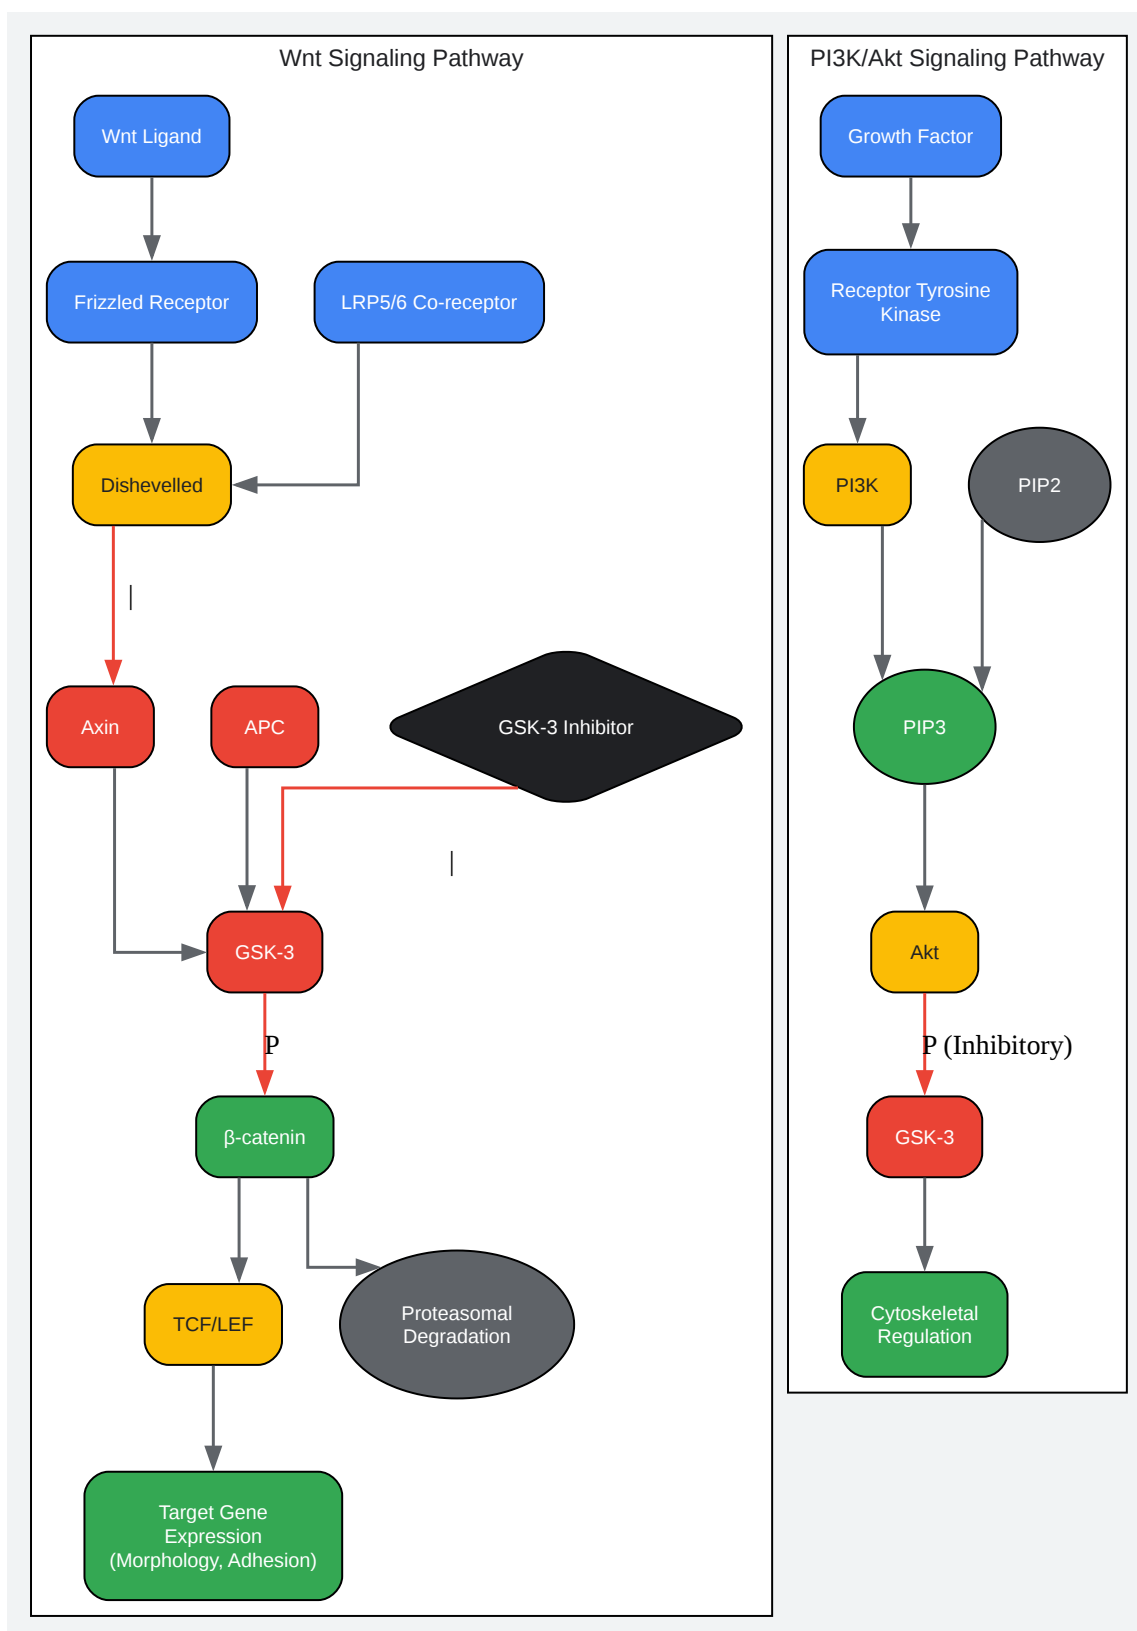 Wnt Signaling Pathway
Wnt Ligand
Frizzled Receptor
LRP5/6 Co-receptor
Dishevelled
|
Axin
APC
GSK-3 Inhibitor
|
GSK-3
P
β-catenin
TCF/LEF
Proteasomal
Degradation
Target Gene
Expression
(Morphology, Adhesion)
PI3K/Akt Signaling Pathway
Growth Factor
Receptor Tyrosine
Kinase
PI3K
PIP2
PIP3
Akt
P (Inhibitory)
GSK-3
Cytoskeletal
Regulation